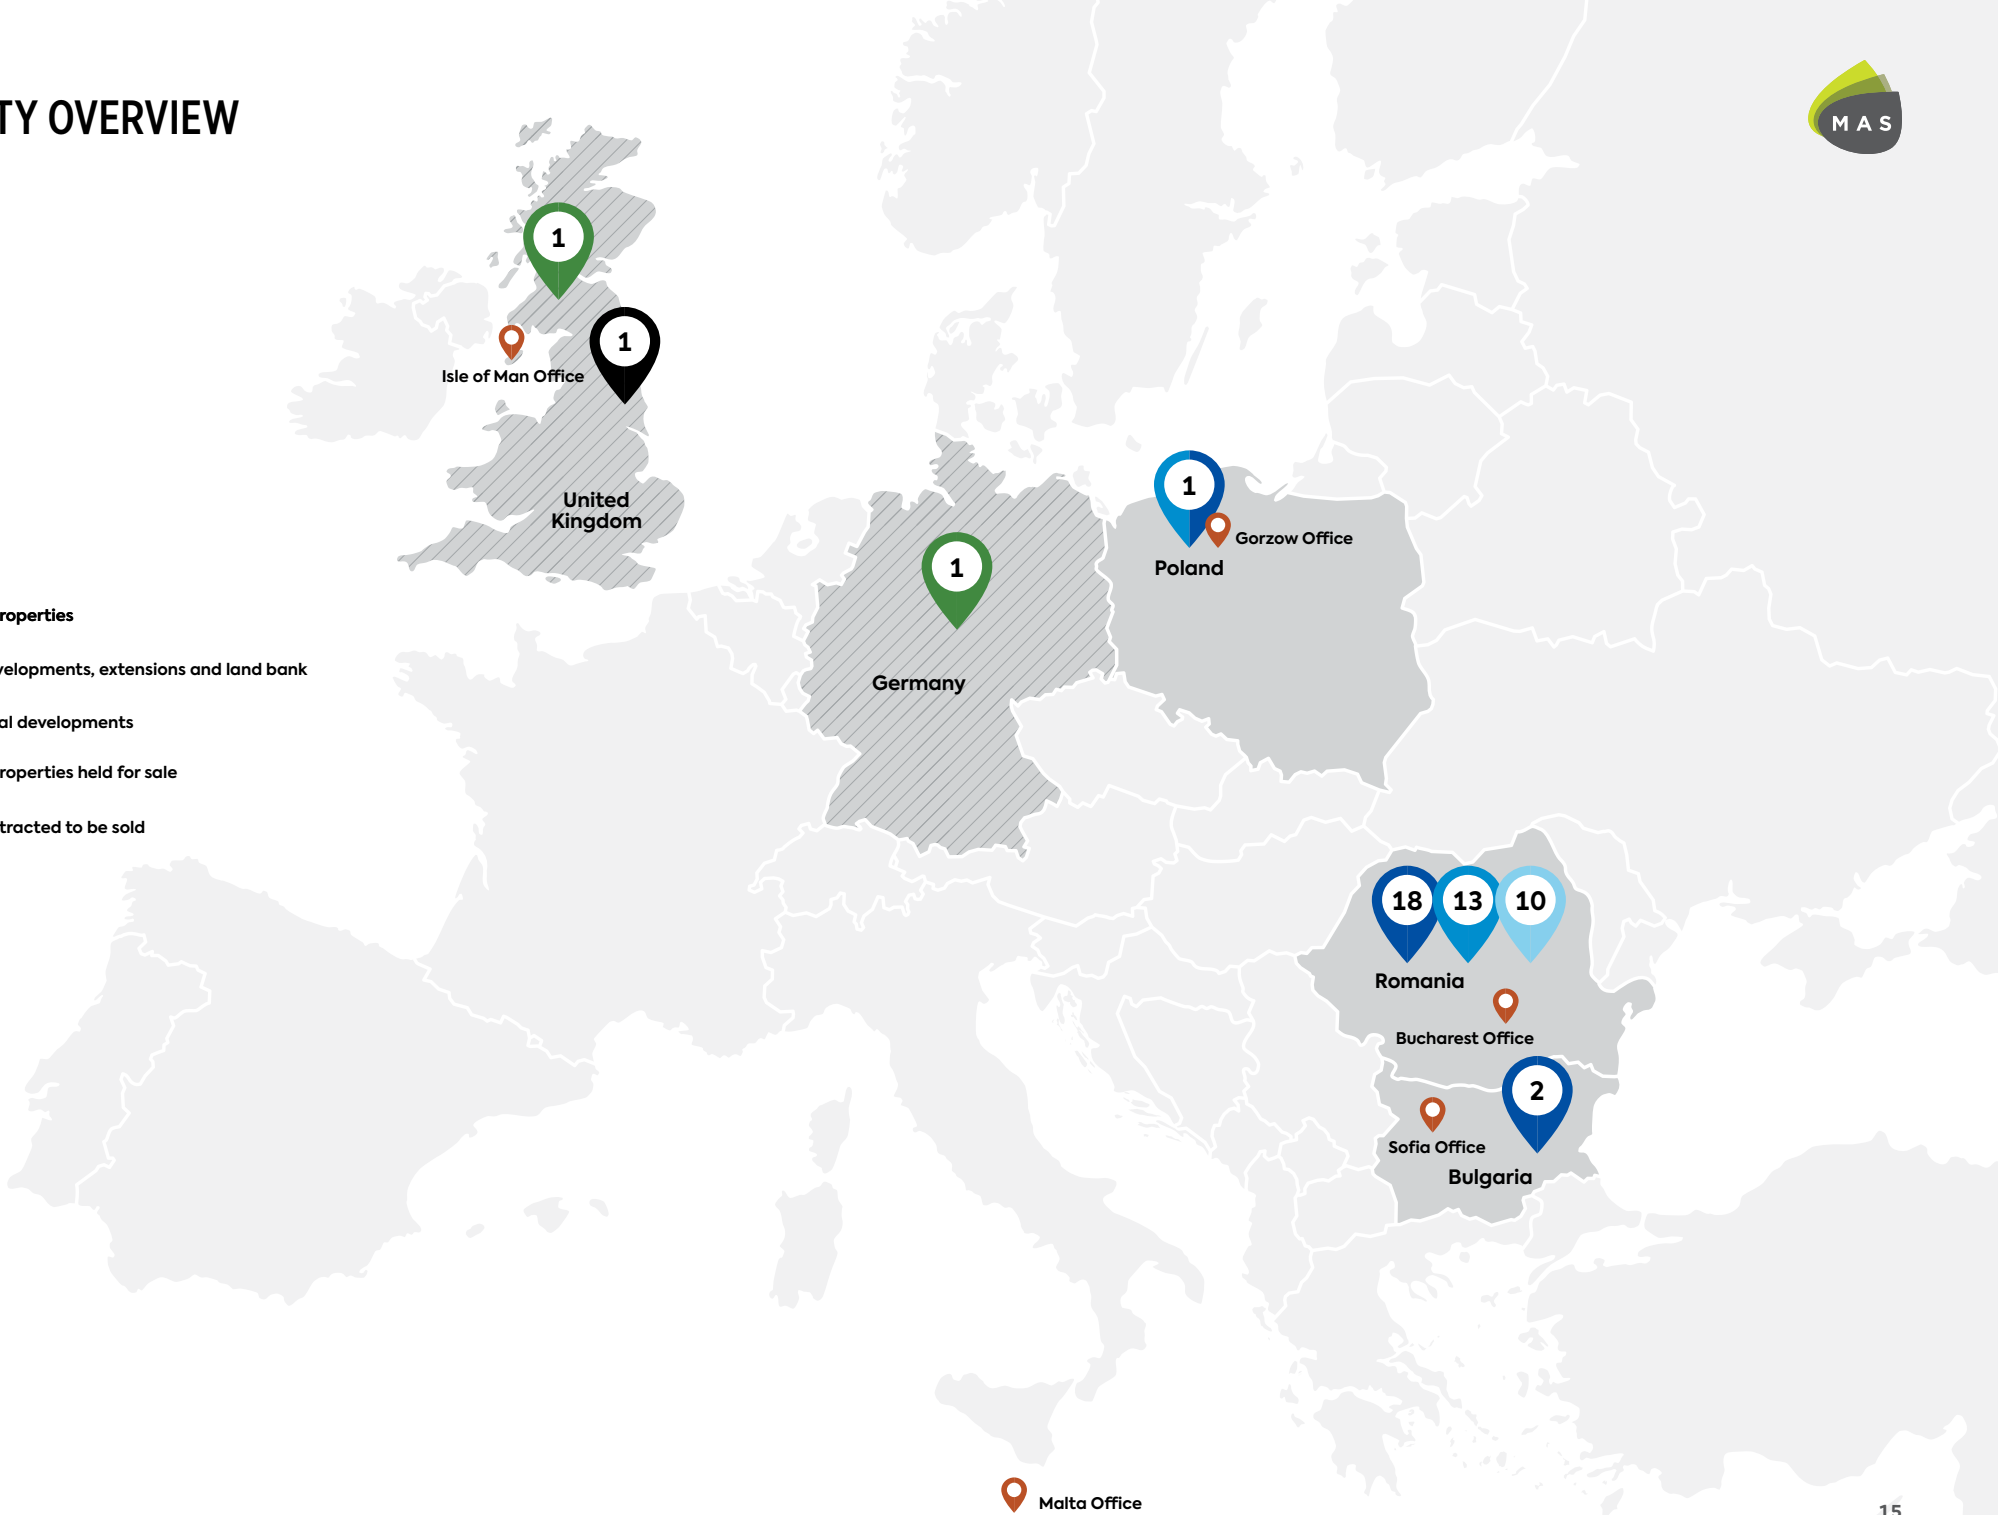 TY OVERVIEW
MAS
1
1
Isle of Man Office
United
Kingdom
1
Gorzow Office
Poland
1
Germany
roperties
velopments, extensions and land bank
al developments
roperties held for sale
tracted to be sold
18
13
10
Romania
Bucharest Office
2
Sofia Office
Bulgaria
Malta Office
15